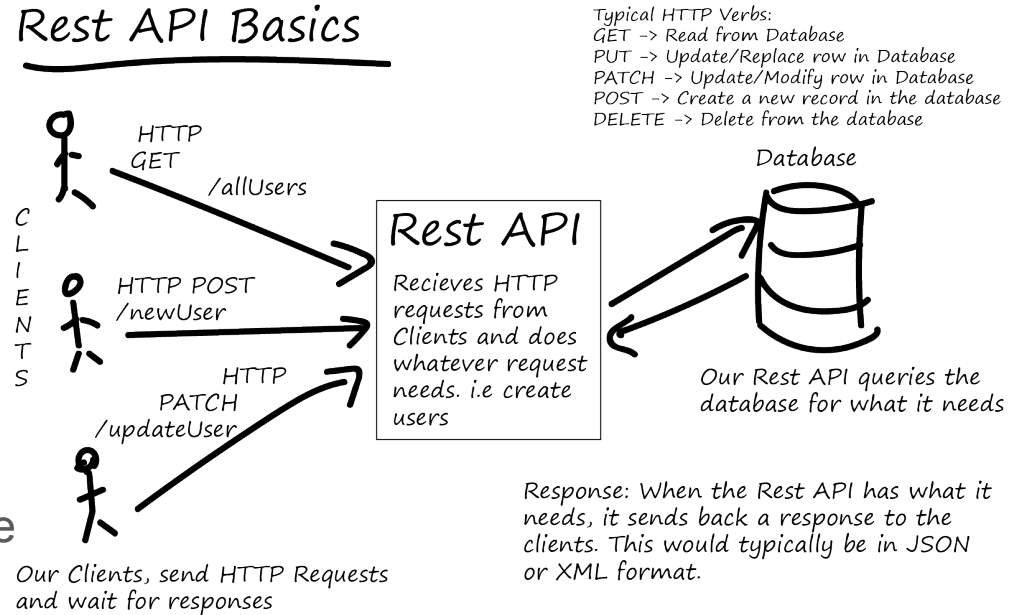 Rest API Basics
Typical HTTP Verbs:
GET -> Read from Database
PUT -> Update/Replace row in Database
PATCH -> Update/Modify row in Database
POST -> Create a new record in the database
DELETE -> Delete from the database
CLIENTS
HTTP
GET
/allUsers
HTTP POST
/newUser
HTTP
PATCH
/updateUser
Rest API
Recieves HTTP
requests from
Clients and does
whatever request
needs. i.e create
users
Database
Our Rest API queries the
database for what it needs
Response: When the Rest API has what it
needs, it sends back a response to the
clients. This would typically be in JSON
or XML format.
e
Our Clients, send HTTP Requests
and wait for responses